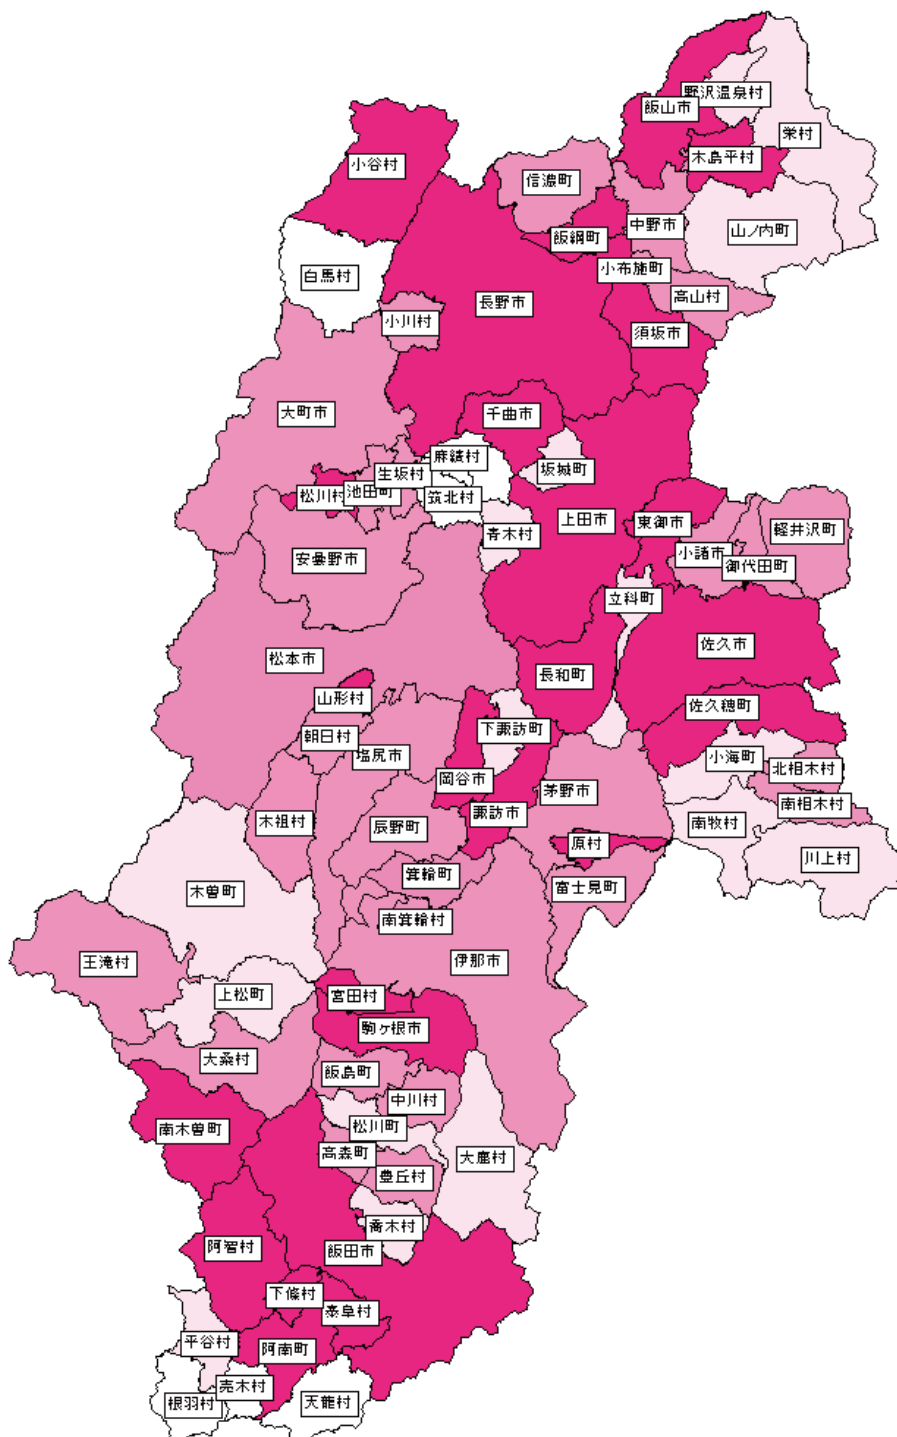 野沢温泉村
飯山市
栄村
木島平村
小谷村
信濃町
中野市
山ノ内町
飯綱町
白馬村
小布施町
高山村
長野市
小川村
須坂市
大町市
千曲市
麻績村
坂城町
生坂村
池田町
松川村
筑北村
上田市
東御市
軽井沢町
青木村
小諸市
安曇野市
御代田町
立科町
佐久市
松本市
長和町
山形村
佐久穂町
下諏訪町
朝日村
塩尻市
小海町
北相木村
岡谷市
茅野市
南相木村
諏訪市
木祖村
辰野町
南牧村
原村
川上村
箕輪町
富士見町
木曽町
南箕輪村
王滝村
伊那市
上松町
宮田村
駒ヶ根市
大桑村
飯島町
中川村
南木曽町
松川町
高森町
大鹿村
豊丘村
喬木村
阿智村
飯田市
下條村
泰阜村
平谷村
阿南町
売木村
根羽村
天龍村